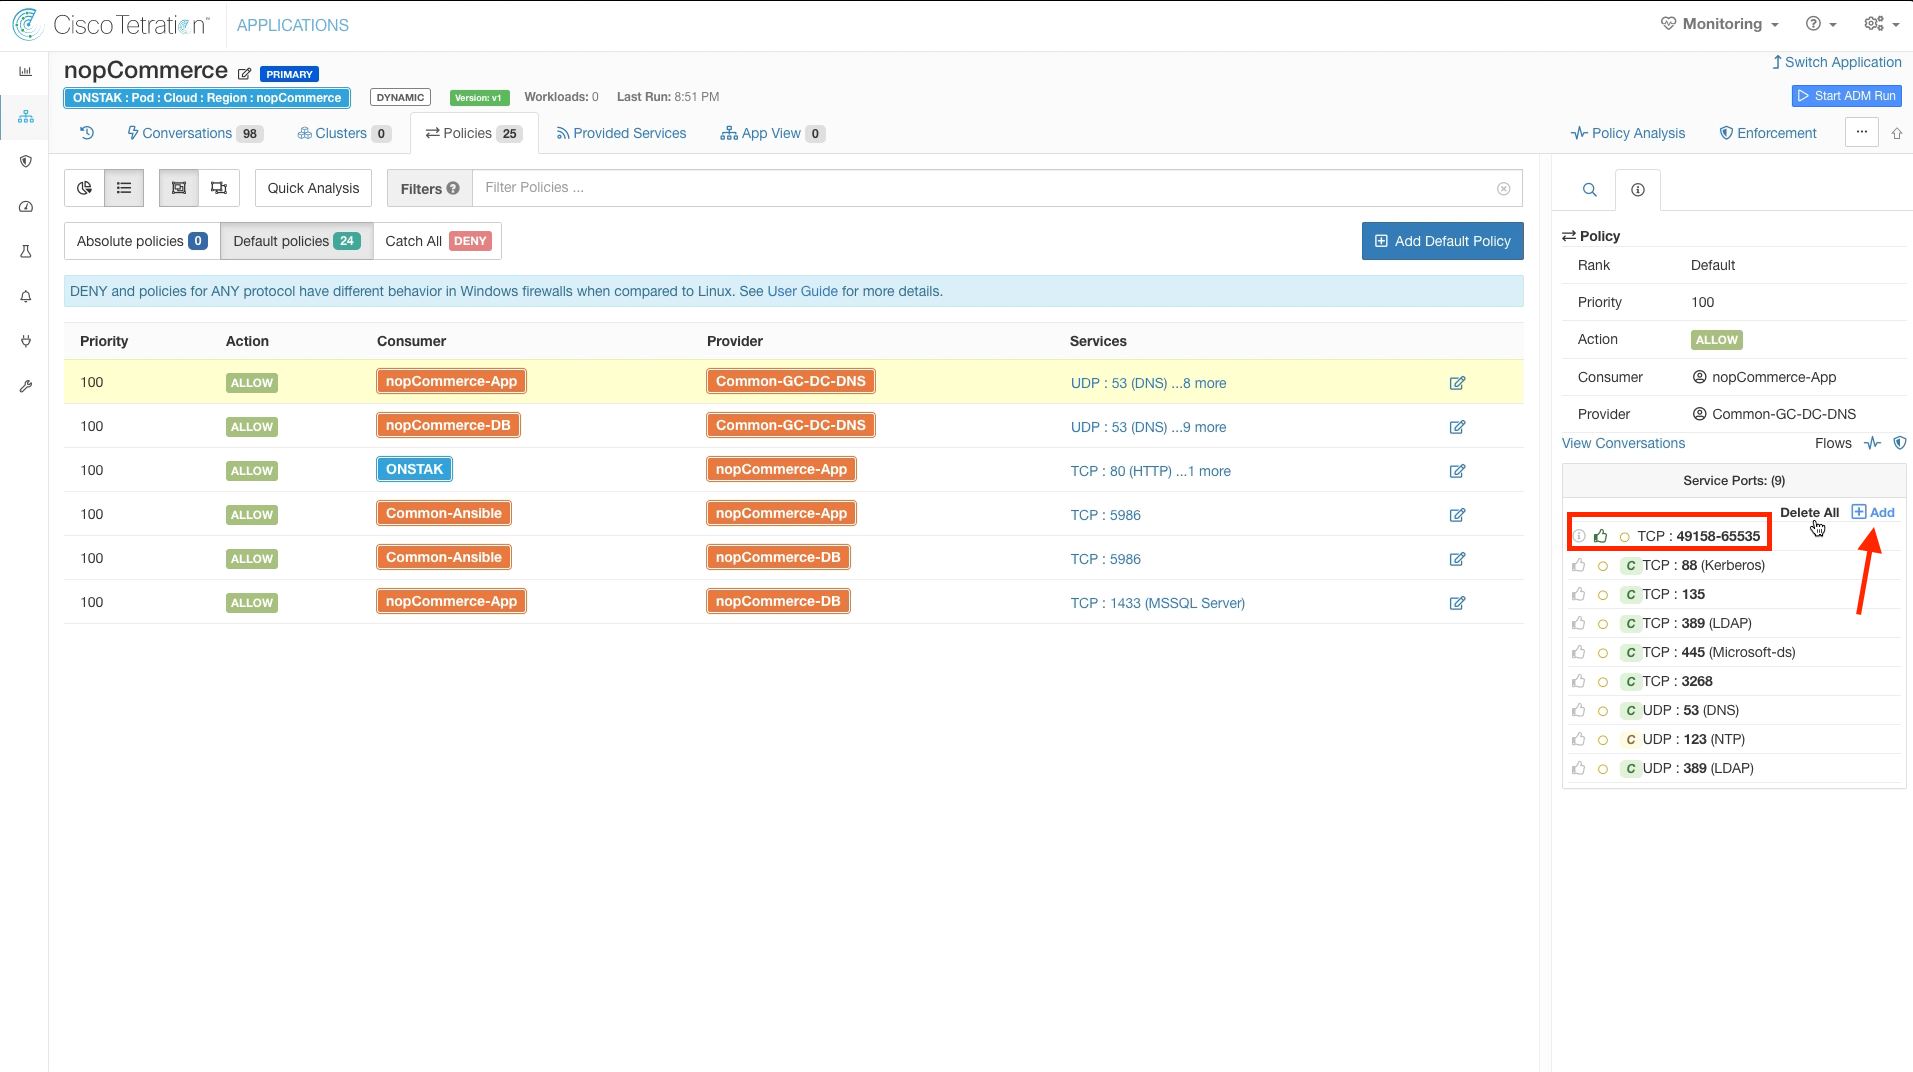 Cisco Tetration™
APPLICATIONS
Monitoring
nopCommerce PRIMARY
Switch Application
ONSTAK : Pod : Cloud : Region : nopCommerce DYNAMIC Version: v1 Workloads: 0 Last Run: 8:51 PM
Start ADM Run
Conversations 98 Clusters 0 Policies 25 Provided Services App View 0
Policy Analysis Enforcement ...
Quick Analysis Filters ? Filter Policies ...
Absolute policies 0 Default policies 24 Catch All DENY
Add Default Policy
DENY and policies for ANY protocol have different behavior in Windows firewalls when compared to Linux. See User Guide for more details.
Priority Action Consumer Provider Services
100 ALLOW nopCommerce-App Common-GC-DC-DNS UDP : 53 (DNS) ...8 more
100 ALLOW nopCommerce-DB Common-GC-DC-DNS UDP : 53 (DNS) ...9 more
100 ALLOW ONSTAK nopCommerce-App TCP : 80 (HTTP) ...1 more
100 ALLOW Common-Ansible nopCommerce-App TCP : 5986
100 ALLOW Common-Ansible nopCommerce-DB TCP : 5986
100 ALLOW nopCommerce-App nopCommerce-DB TCP : 1433 (MSSQL Server)
Policy
Rank Default
Priority 100
Action ALLOW
Consumer nopCommerce-App
Provider Common-GC-DC-DNS
View Conversations Flows
Service Ports: (9)
Delete All Add
TCP : 49158-65535
C TCP : 88 (Kerberos)
C TCP : 135
C TCP : 389 (LDAP)
C TCP : 445 (Microsoft-ds)
C TCP : 3268
C UDP : 53 (DNS)
C UDP : 123 (NTP)
C UDP : 389 (LDAP)